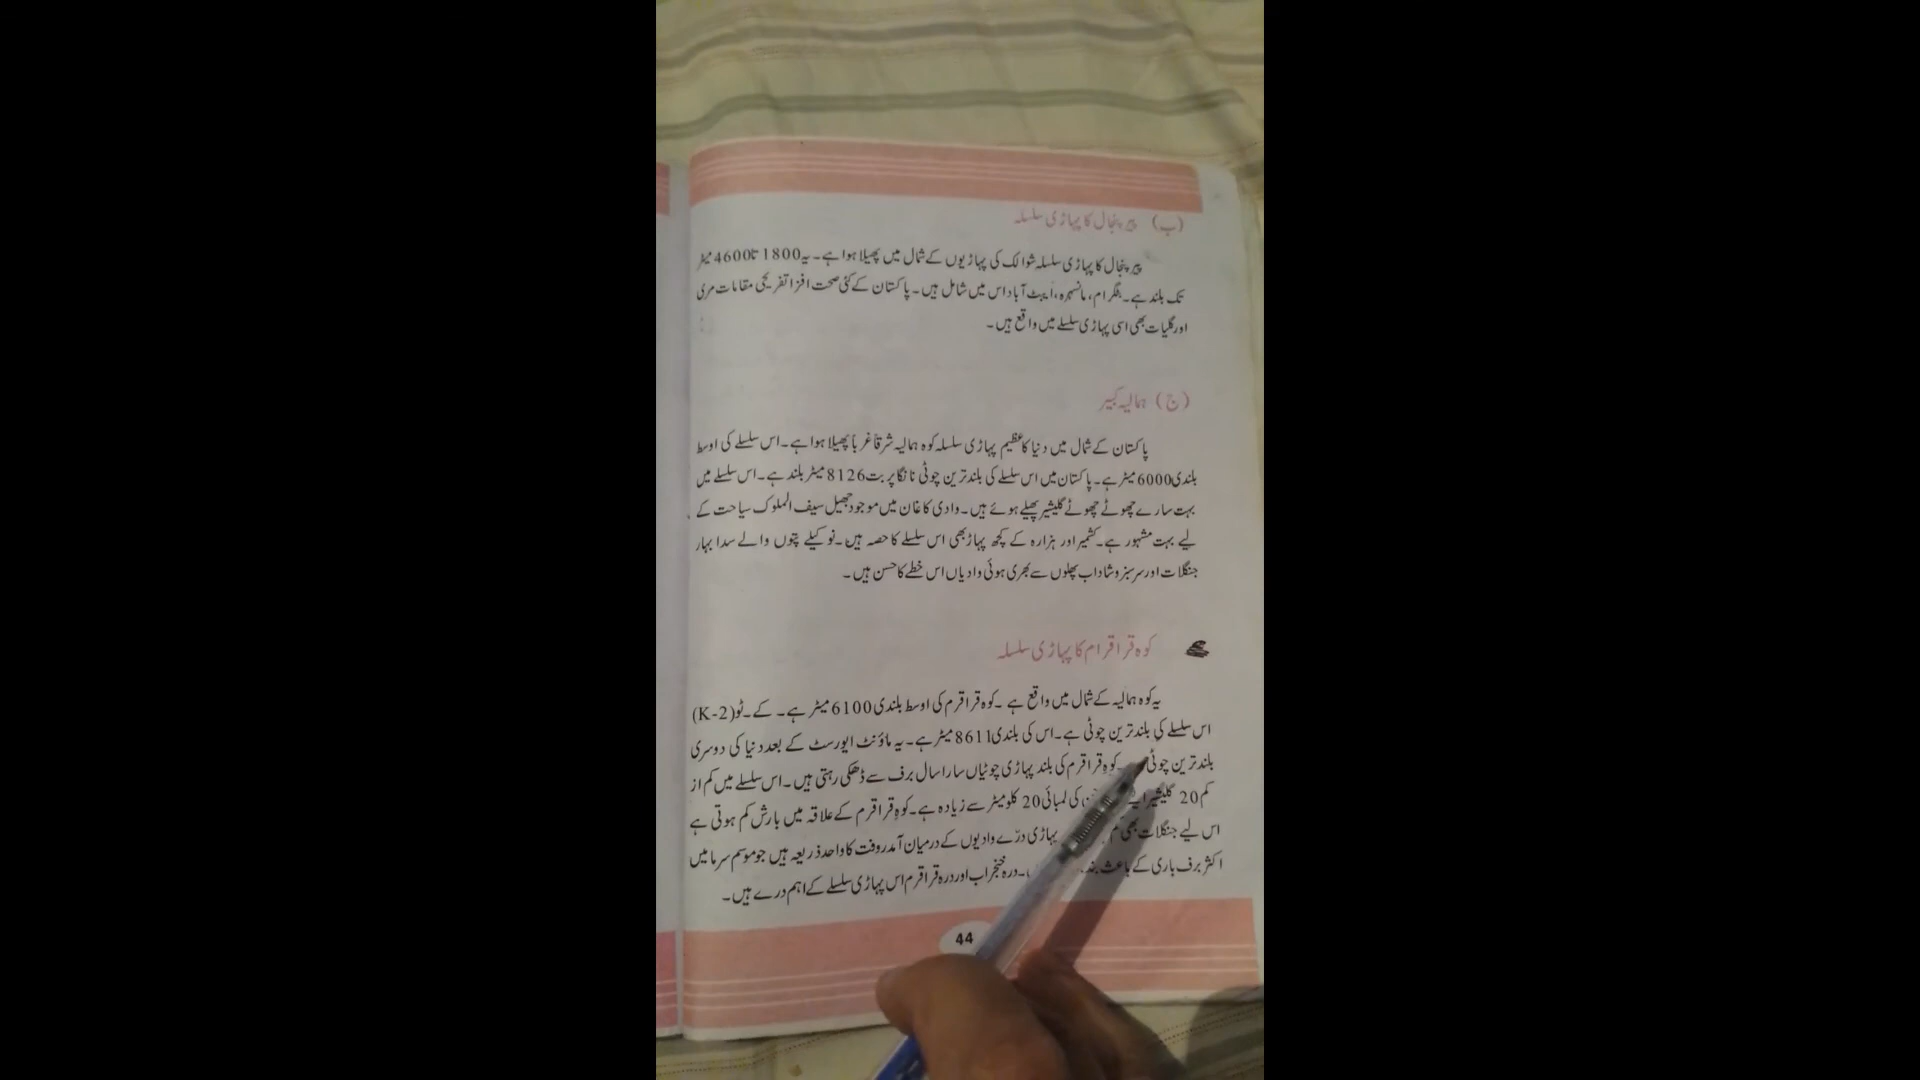 (ب) پیر پنجال کا پہاڑی سلسلہ
پیر پنجال کا پہاڑی سلسلہ شوالک کی پہاڑیوں کے شمال میں پھیلا ہوا ہے۔ یہ 1800 تا 4600 میٹر
تک بلند ہے۔ بٹگرام، مانسہرہ، ایبٹ آباد اس میں شامل ہیں۔ پاکستان کے کئی صحت افزا تفریحی مقامات مری
اور گلیات بھی اسی پہاڑی سلسلے میں واقع ہیں۔
(ج) ہمالیہ کبیر
پاکستان کے شمال میں دنیا کا عظیم پہاڑی سلسلہ کوہ ہمالیہ شرقاً غرباً پھیلا ہوا ہے۔ اس سلسلے کی اوسط
بلندی 6000 میٹر ہے۔ پاکستان میں اس سلسلے کی بلند ترین چوٹی نانگا پربت 8126 میٹر بلند ہے۔ اس سلسلے میں
بہت سارے چھوٹے چھوٹے گلیشیر پھیلے ہوئے ہیں۔ وادی کاغان میں موجود جھیل سیف الملوک سیاحت کے
لیے بہت مشہور ہے۔ کشمیر اور ہزارہ کے کچھ پہاڑ بھی اس سلسلے کا حصہ ہیں۔ نوکیلے پتوں والے سدا بہار
جنگلات اور سرسبز و شاداب پھلوں سے بھری ہوئی وادیاں اس خطے کا حسن ہیں۔
کوہ قراقرام کا پہاڑی سلسلہ
یہ کوہ ہمالیہ کے شمال میں واقع ہے۔ کوہ قراقرم کی اوسط بلندی 6100 میٹر ہے۔ کے۔ٹو (K-2)
اس سلسلے کی بلند ترین چوٹی ہے۔ اس کی بلندی 8611 میٹر ہے۔ یہ ماؤنٹ ایورسٹ کے بعد دنیا کی دوسری
بلند ترین چوٹی کوہ قراقرم کی بلند پہاڑی چوٹیاں سارا سال برف سے ڈھکی رہتی ہیں۔ اس سلسلے میں کم از
کم 20 گلیشیر کی لمبائی 20 کلومیٹر سے زیادہ ہے۔ کوہ قراقرم کے علاقہ میں بارش کم ہوتی ہے
اس لیے جنگلات بھی پہاڑی درّے وادیوں کے درمیان آمدورفت کا واحد ذریعہ ہیں جو موسم سرما میں
اکثر برف باری کے باعث درہ خنجراب اور درہ قراقرم اس پہاڑی سلسلے کے اہم درے ہیں۔
44